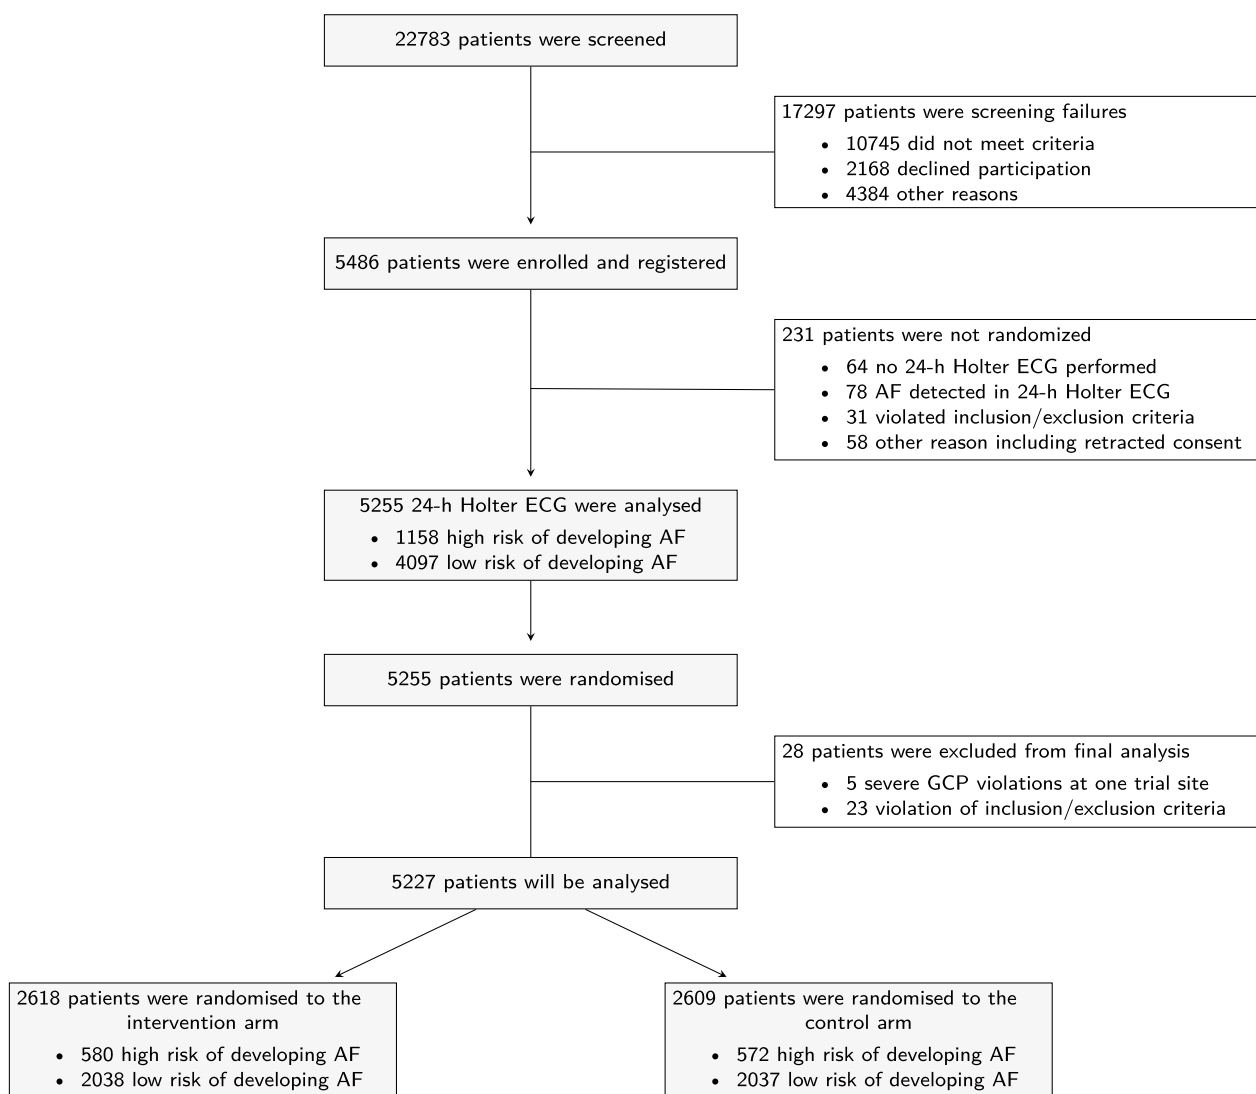 22783 patients were screened
17297 patients were screening failures
• 10745 did not meet criteria
• 2168 declined participation
• 4384 other reasons
5486 patients were enrolled and registered
231 patients were not randomized
• 64 no 24-h Holter ECG performed
• 78 AF detected in 24-h Holter ECG
• 31 violated inclusion/exclusion criteria
• 58 other reason including retracted consent
5255 24-h Holter ECG were analysed
• 1158 high risk of developing AF
• 4097 low risk of developing AF
5255 patients were randomised
28 patients were excluded from final analysis
• 5 severe GCP violations at one trial site
• 23 violation of inclusion/exclusion criteria
5227 patients will be analysed
2618 patients were randomised to the
intervention arm
• 580 high risk of developing AF
• 2038 low risk of developing AF
2609 patients were randomised to the
control arm
• 572 high risk of developing AF
• 2037 low risk of developing AF